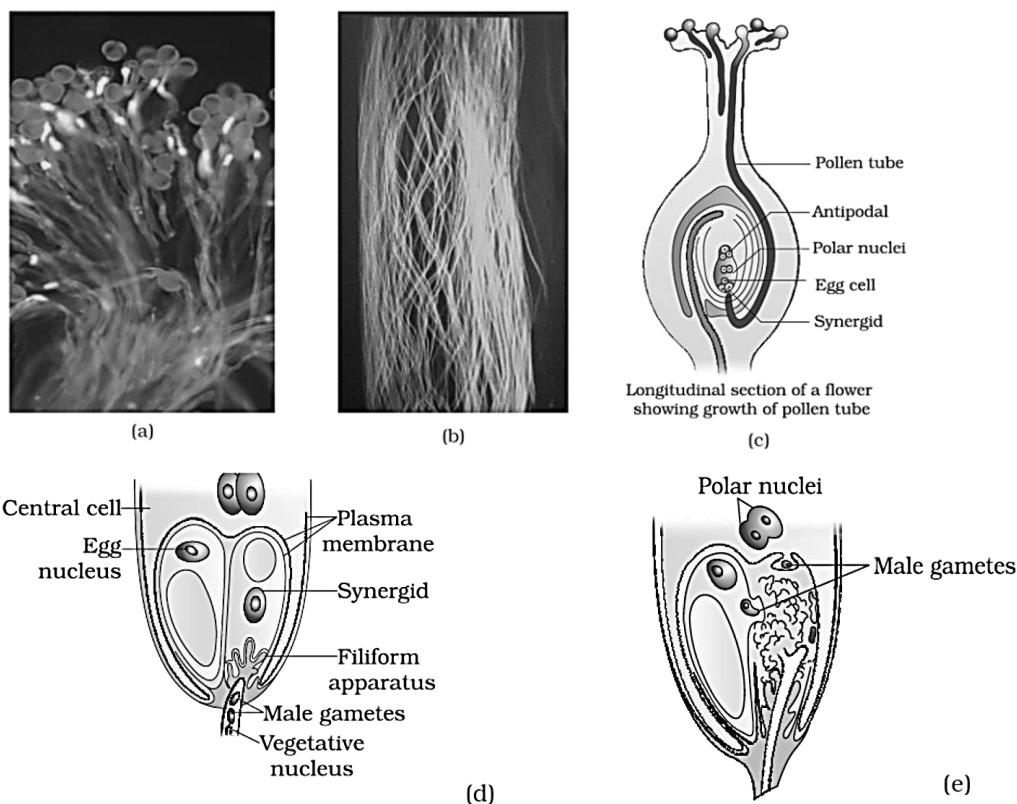 (a)
(b)
Pollen tube
Antipodal
Polar nuclei
Egg cell
Synergid
Longitudinal section of a flower
showing growth of pollen tube
(c)
Central cell
Egg
nucleus
Plasma
membrane
Synergid
Filiform
apparatus
Male gametes
Vegetative
nucleus
(d)
Polar nuclei
Male gametes
(e)